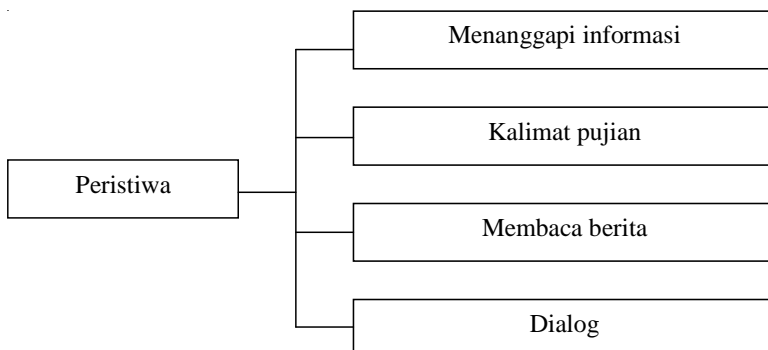 Menanggapi informasi
Kalimat pujian
Peristiwa
Membaca berita
Dialog